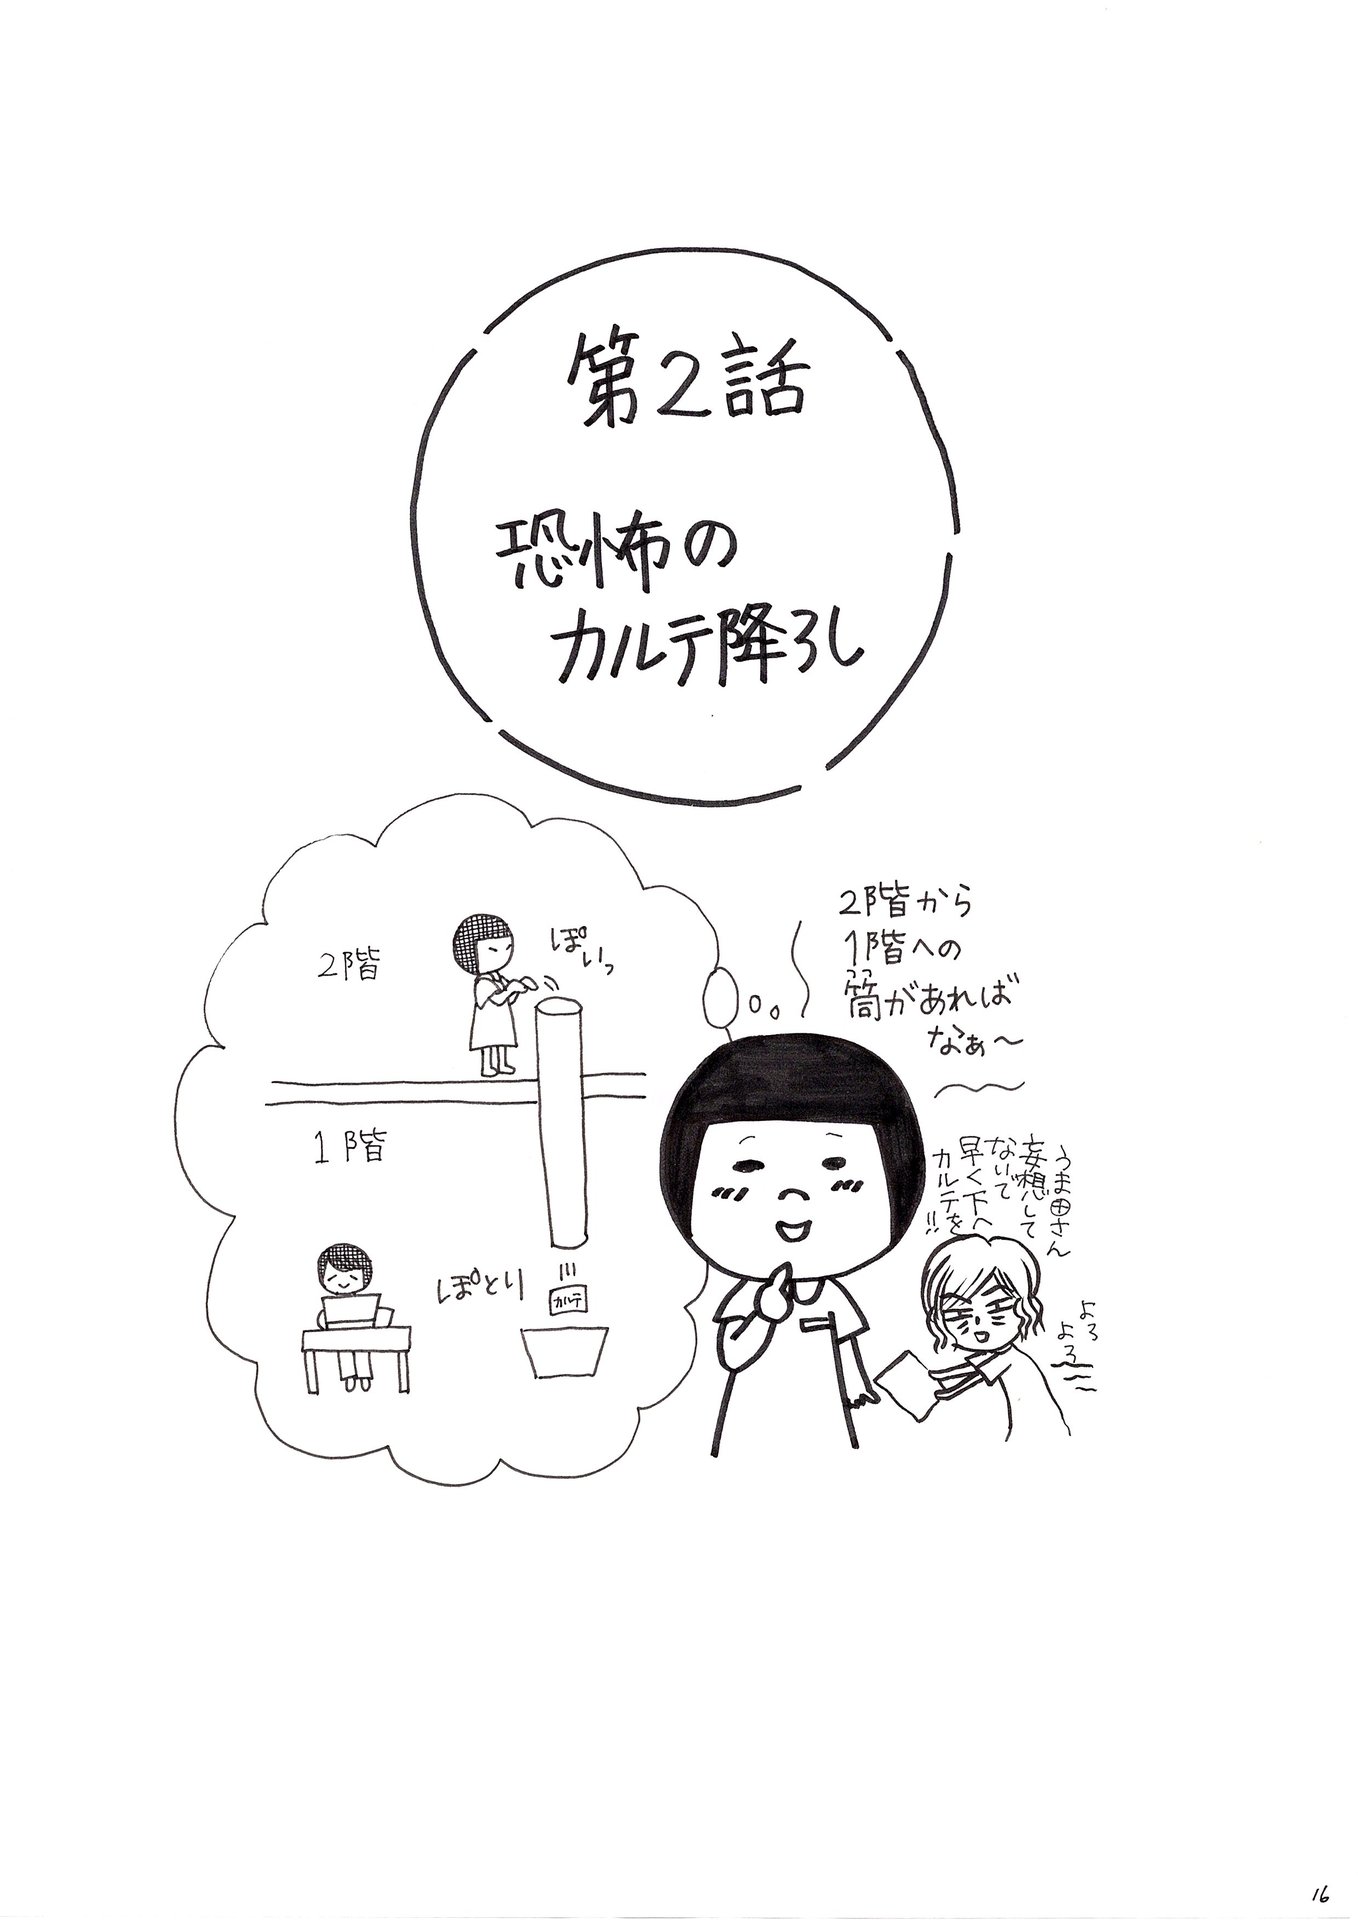 第2話
恐怖の
カルテ降ろし
2階から
1階への
筒があれば
なぁ〜
2階
ぽいっ
1階
ぽとり
カルテ
うま田さん
妄想して
ないで
早く下へ
カルテを!!
よろ
よろ
16